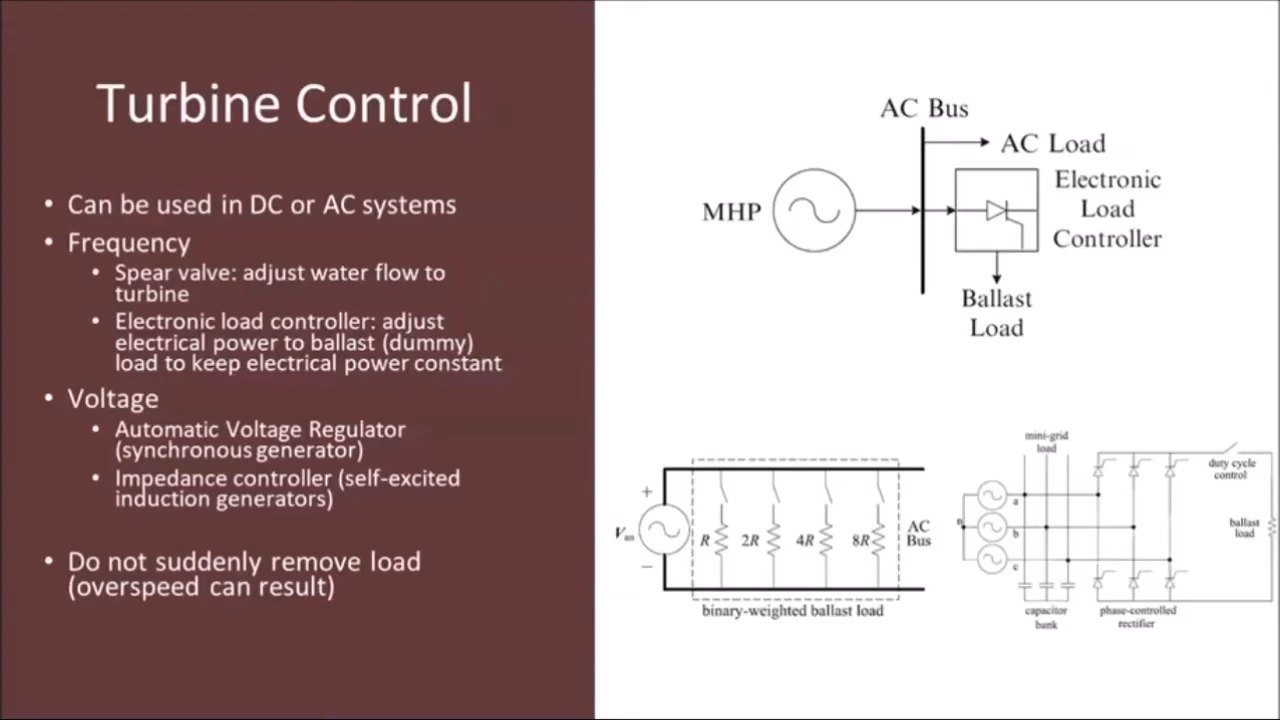 Turbine Control
• Can be used in DC or AC systems
• Frequency
• Spear valve: adjust water flow to
turbine
• Electronic load controller: adjust
electrical power to ballast (dummy)
load to keep electrical power constant
• Voltage
• Automatic Voltage Regulator
(synchronous generator)
• Impedance controller (self-excited
induction generators)
• Do not suddenly remove load
(overspeed can result)
AC Bus
AC Load
MHP
Electronic
Load
Controller
Ballast
Load
+
Van
−
R
2R
4R
8R
AC
Bus
binary-weighted ballast load
mini-grid
load
duty cycle
control
a
n
b
c
ballast
load
capacitor
bank
phase-controlled
rectifier